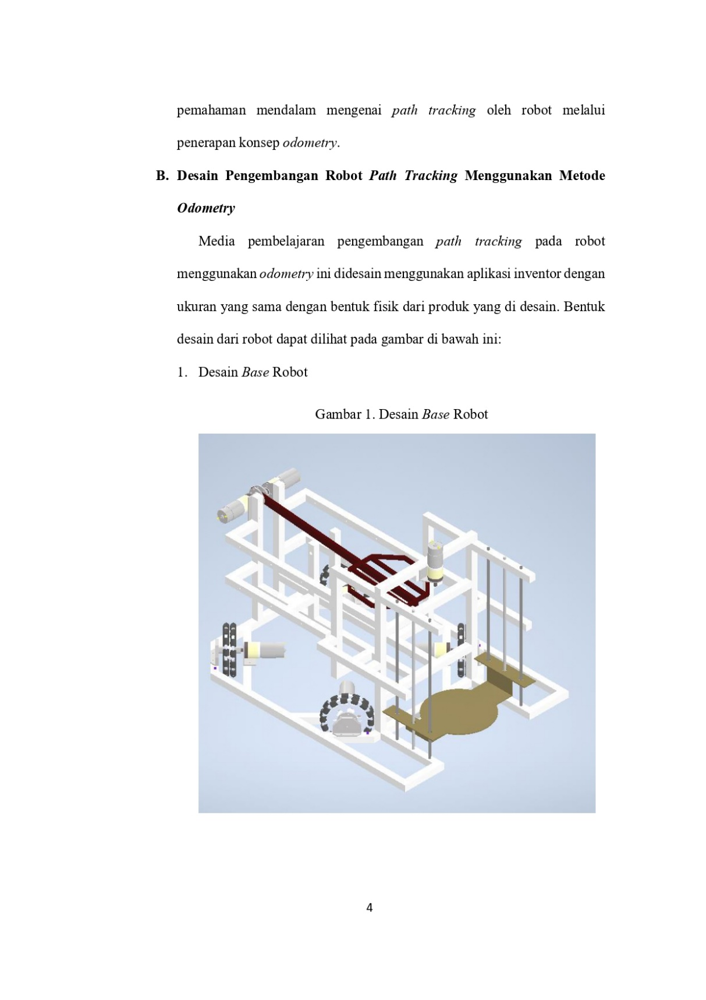 pemahaman mendalam mengenai path tracking oleh robot melalui
penerapan konsep odometry.
B. Desain Pengembangan Robot Path Tracking Menggunakan Metode
Odometry
Media pembelajaran pengembangan path tracking pada robot
menggunakan odometry ini didesain menggunakan aplikasi inventor dengan
ukuran yang sama dengan bentuk fisik dari produk yang di desain. Bentuk
desain dari robot dapat dilihat pada gambar di bawah ini:
1. Desain Base Robot
Gambar 1. Desain Base Robot
4